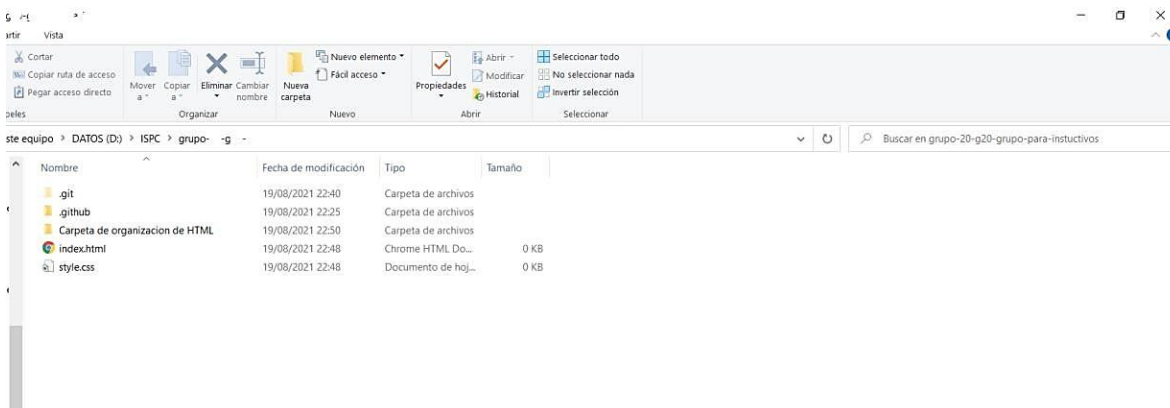 artir Vista
Cortar
Copiar ruta de acceso
Pegar acceso directo
Mover a
Copiar a
Eliminar
Cambiar nombre
Nueva carpeta
Nuevo elemento
Fácil acceso
Propiedades
Abrir
Modificar
Historial
Seleccionar todo
No seleccionar nada
Invertir selección
peles Organizar Nuevo Abrir Seleccionar
ste equipo > DATOS (D:) > ISPC > grupo- -g - Buscar en grupo-20-g20-grupo-para-instuctivos
Nombre Fecha de modificación Tipo Tamaño
.git 19/08/2021 22:40 Carpeta de archivos
.github 19/08/2021 22:25 Carpeta de archivos
Carpeta de organizacion de HTML 19/08/2021 22:50 Carpeta de archivos
index.html 19/08/2021 22:48 Chrome HTML Do... 0 KB
style.css 19/08/2021 22:48 Documento de hoj... 0 KB